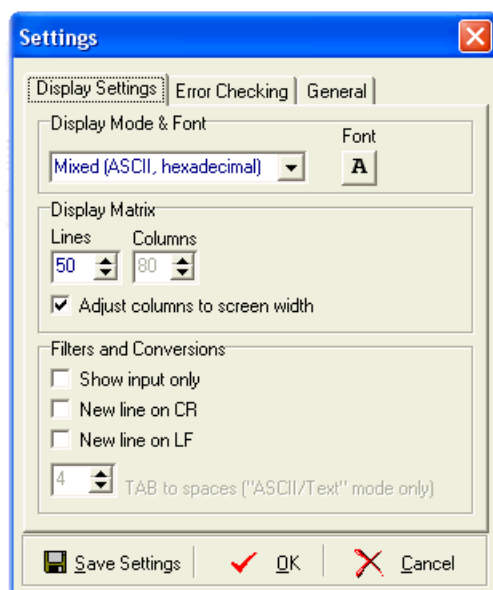 Settings
Display Settings Error Checking General
Display Mode & Font
Font
Mixed (ASCII, hexadecimal) A
Display Matrix
Lines Columns
50 80
Adjust columns to screen width
Filters and Conversions
Show input only
New line on CR
New line on LF
4 TAB to spaces ("ASCII/Text" mode only)
Save Settings OK Cancel